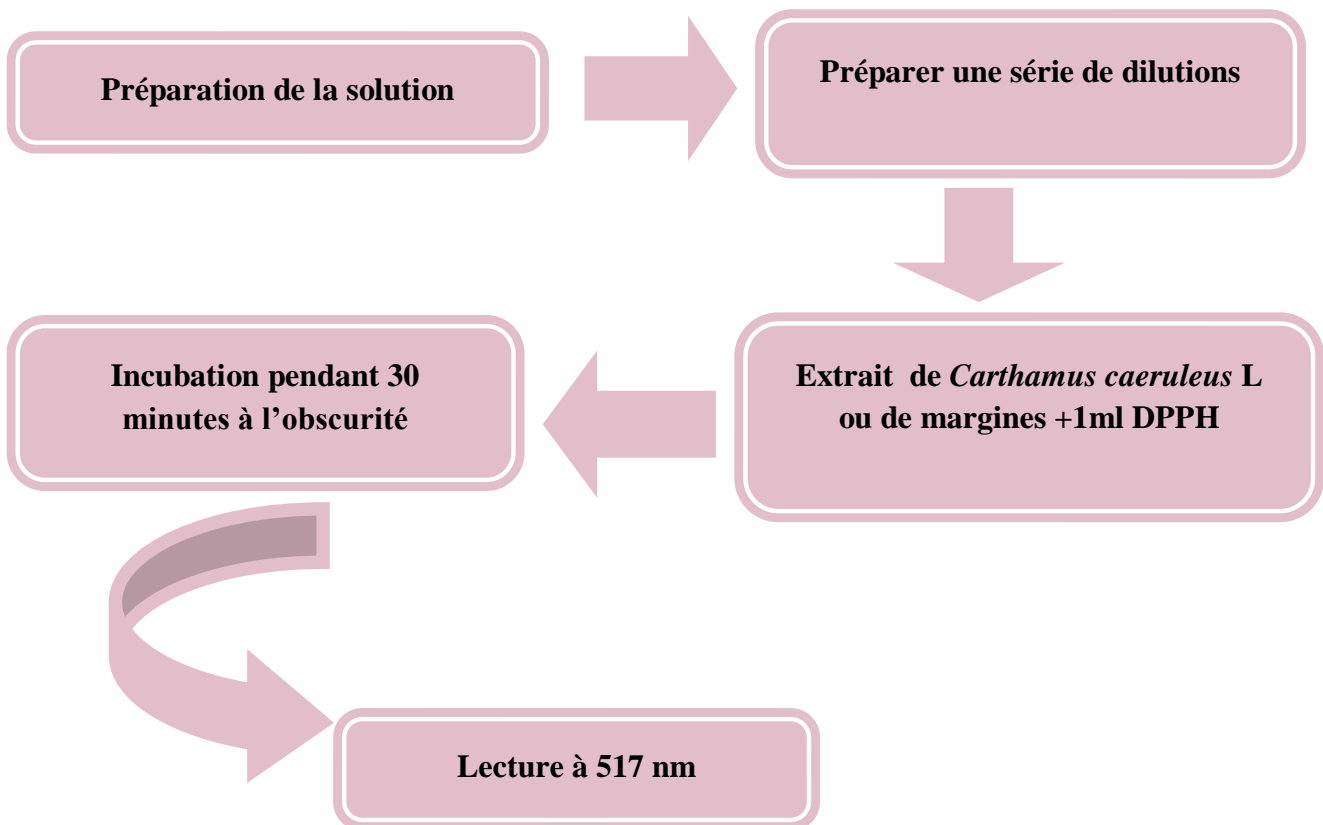 Préparation de la solution
Préparer une série de dilutions
Extrait de Carthamus caeruleus L
ou de margines +1ml DPPH
Incubation pendant 30
minutes à l’obscurité
Lecture à 517 nm